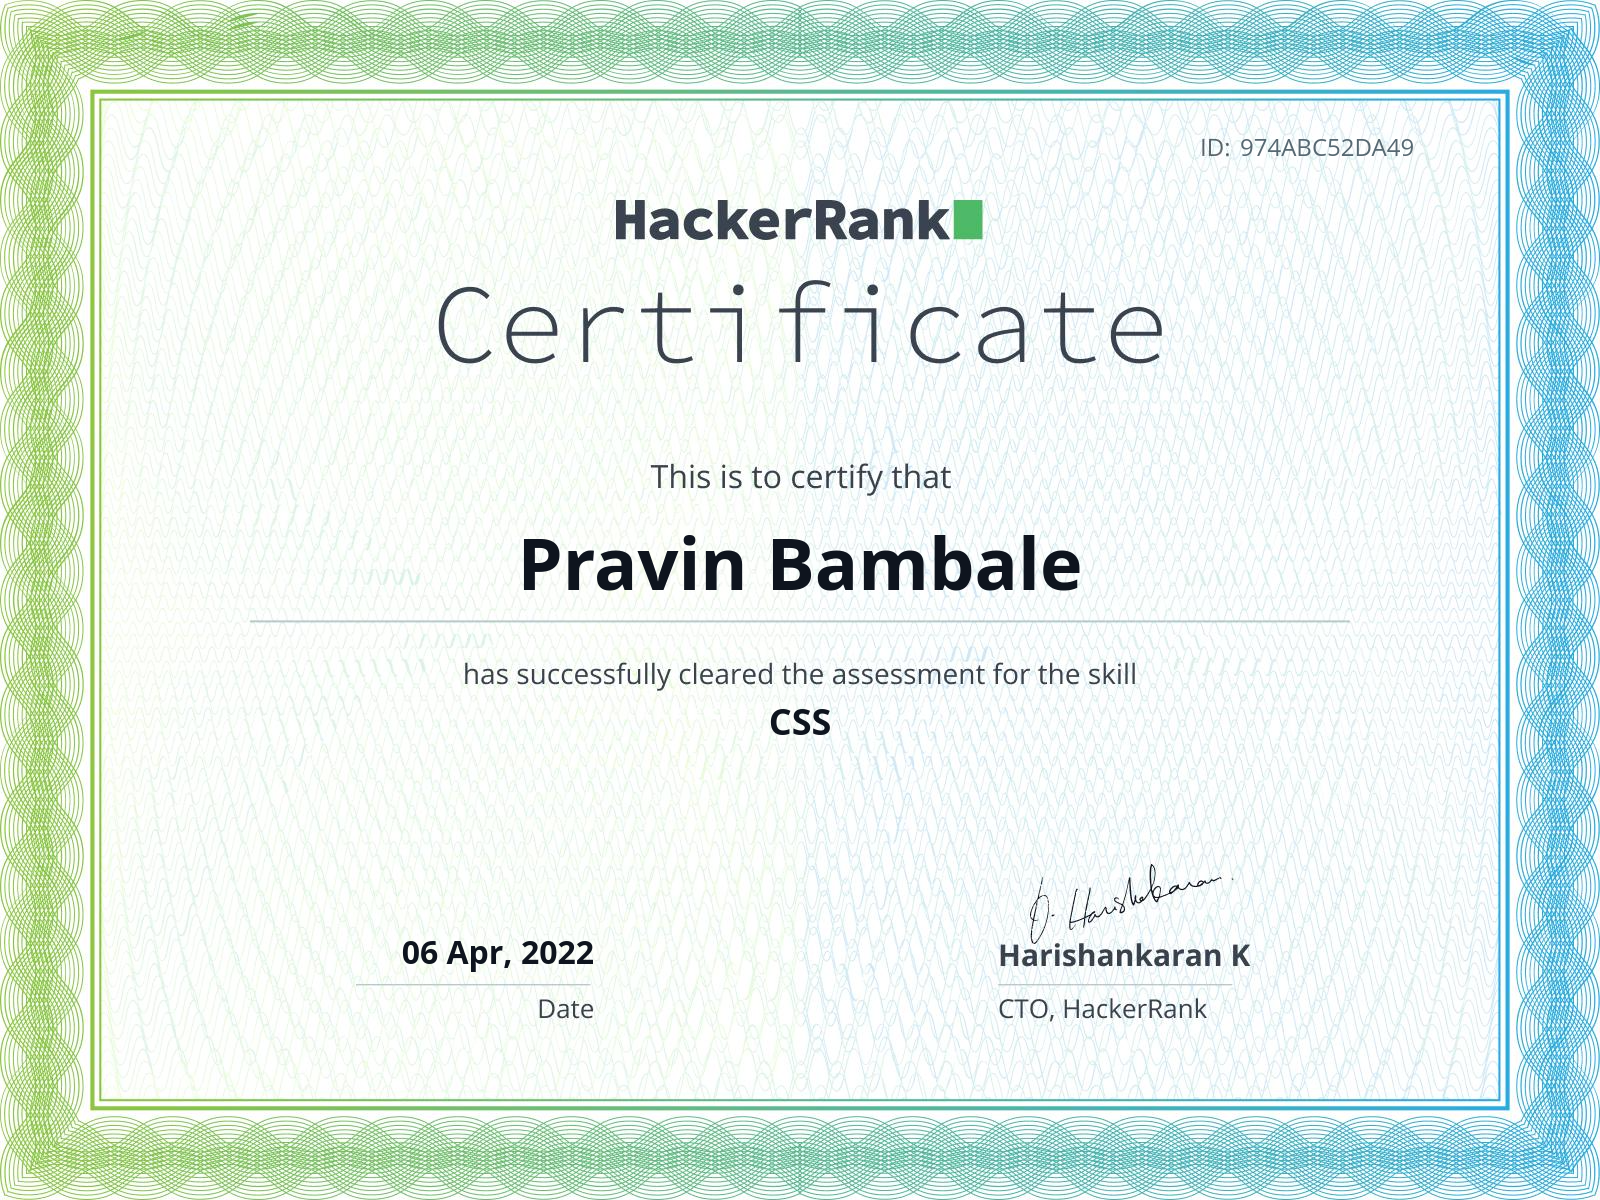 ID: 974ABC52DA49
HackerRank
Certificate
This is to certify that
Pravin Bambale
has successfully cleared the assessment for the skill
CSS
06 Apr, 2022
Date
Harishankaran K
CTO, HackerRank